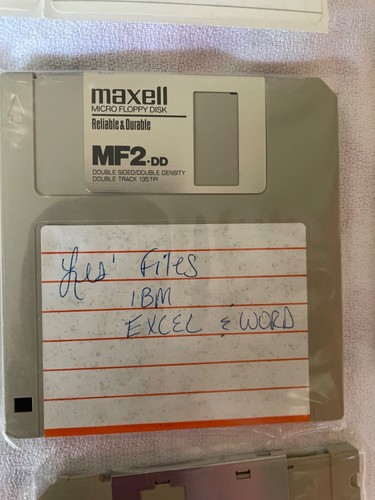 maxell
MICRO FLOPPY DISK
Reliable & Durable
MF2-DD
DOUBLE SIDED/DOUBLE DENSITY
DOUBLE TRACK 135TPI
Les' Files
IBM
EXCEL & WORD